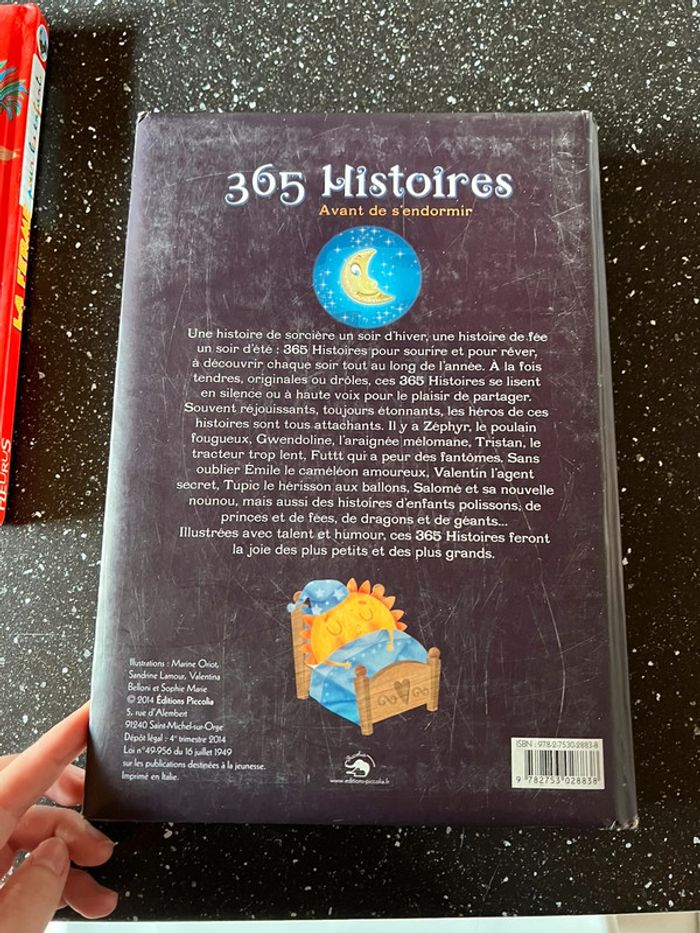 365 Histoires
Avant de s'endormir
Une histoire de sorcière un soir d'hiver, une histoire de fée
un soir d'été : 365 Histoires pour sourire et pour rêver,
à découvrir chaque soir tout au long de l'année. À la fois
tendres, originales ou drôles, ces 365 Histoires se lisent
en silence ou à haute voix pour le plaisir de partager.
Souvent réjouissants, toujours étonnants, les héros de ces
histoires sont tous attachants. Il y a Zéphyr, le poulain
fougueux, Gwendoline, l'araignée mélomane, Tristan, le
tracteur trop lent, Futtt qui a peur des fantômes. Sans
oublier Émile le caméléon amoureux, Valentin l'agent
secret, Tupic le hérisson aux ballons, Salomé et sa nouvelle
nounou, mais aussi des histoires d'enfants polissons, de
princes et de fées, de dragons et de géants...
Illustrées avec talent et humour, ces 365 Histoires feront
la joie des plus petits et des plus grands.
Illustrations : Marine Oriot,
Sandrine Lamour, Valentina
Belloni et Sophie Marie
© 2014 Éditions Piccolia
5, rue d'Alembert
91240 Saint-Michel-sur-Orge
Dépôt légal : 4e trimestre 2014
Loi n°49-956 du 16 juillet 1949
sur les publications destinées à la jeunesse.
Imprimé en Italie.
www.editions-piccolia.fr
ISBN : 978-2-7530-2883-8
9 782753 028838
LA FERME
FLEURUS